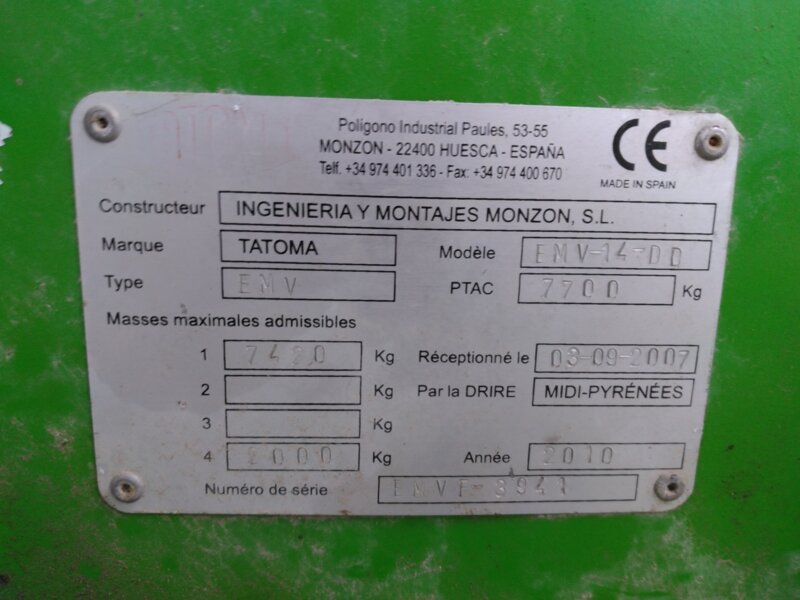 Polígono Industrial Paules, 53-55
MONZON - 22400 HUESCA - ESPAÑA
Telf. +34 974 401 336 - Fax: +34 974 400 670
CE
MADE IN SPAIN
Constructeur INGENIERIA Y MONTAJES MONZON, S.L.
Marque TATOMA Modèle EMV-14-DD
Type EMV PTAC 7700 Kg
Masses maximales admissibles
1 7420 Kg Réceptionné le 03-09-2007
2 Kg Par la DRIRE MIDI-PYRÉNÉES
3 Kg
4 2000 Kg Année 2010
Numéro de série EMVF-3941